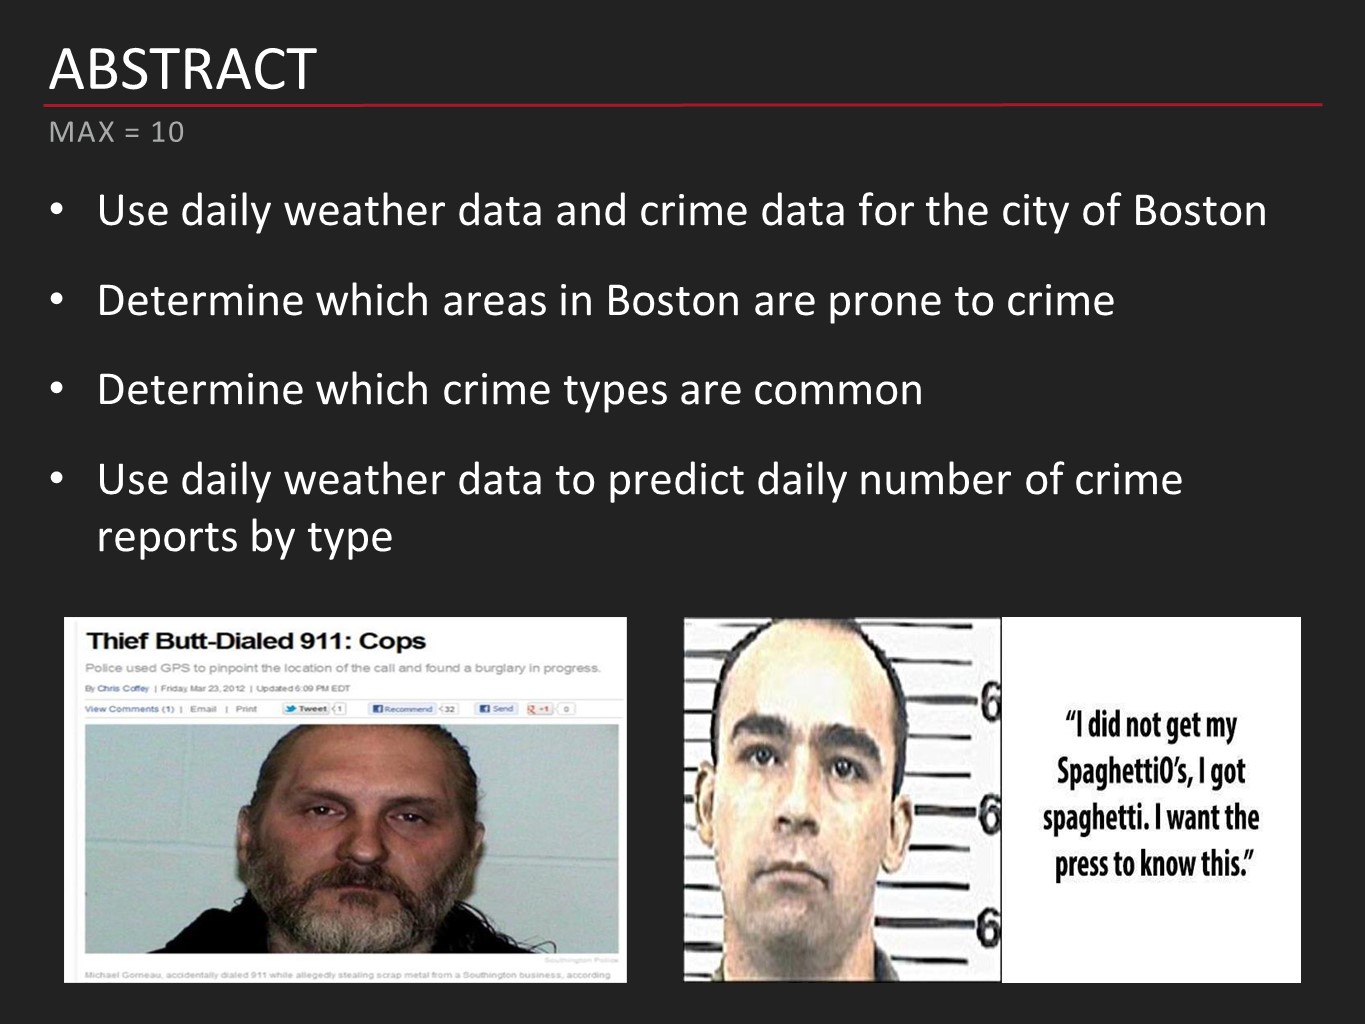 ABSTRACT
MAX = 10
• Use daily weather data and crime data for the city of Boston
• Determine which areas in Boston are prone to crime
• Determine which crime types are common
• Use daily weather data to predict daily number of crime
reports by type
Thief Butt-Dialed 911: Cops
Police used GPS to pinpoint the location of the call and found a burglary in progress.
By Chris Coffey | Friday, Mar 23, 2012 | Updated 6:09 PM EDT
View Comments (1) | Email | Print Tweet 1 Recommend 32 Send +1 0
Southington Police
Michael Gorneau, accidentally dialed 911 while allegedly stealing scrap metal from a Southington business, according
6
6
6
“I did not get my
SpaghettiO’s, I got
spaghetti. I want the
press to know this.”